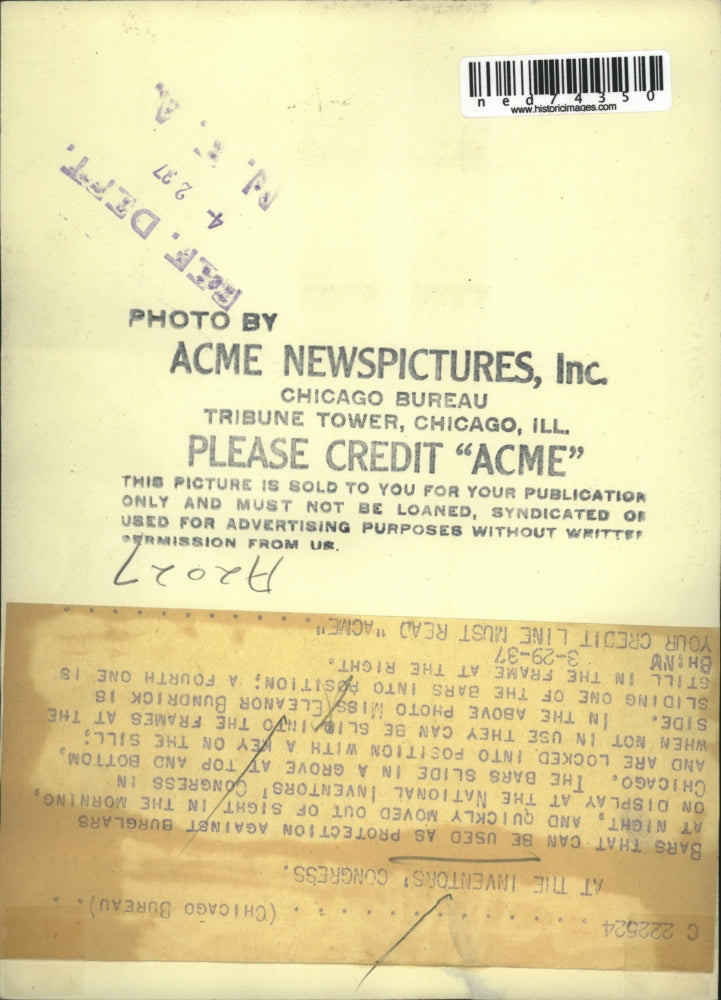 ned74350
www.historicimages.com
N. E. A.
4 2 37
REF. DEPT.
PHOTO BY
ACME NEWSPICTURES, Inc.
CHICAGO BUREAU
TRIBUNE TOWER, CHICAGO, ILL.
PLEASE CREDIT “ACME”
THIS PICTURE IS SOLD TO YOU FOR YOUR PUBLICATION
ONLY AND MUST NOT BE LOANED, SYNDICATED OR
USED FOR ADVERTISING PURPOSES WITHOUT WRITTEN
PERMISSION FROM US.
A2027
C 222524 . . . . . . . . . . . . (CHICAGO BUREAU). .
AT THE INVENTORS' CONGRESS.
BARS THAT CAN BE USED AS PROTECTION AGAINST BURGLARS
AT NIGHT, AND QUICKLY MOVED OUT OF SIGHT IN THE MORNING,
ON DISPLAY AT THE NATIONAL INVENTORS' CONGRESS IN
CHICAGO. THE BARS SLIDE IN A GROVE AT TOP AND BOTTOM,
AND ARE LOCKED INTO POSITION WITH A KEY ON THE SILL;
WHEN NOT IN USE THEY CAN BE SLID INTO THE FRAMES AT THE
SIDE. IN THE ABOVE PHOTO MISS ELEANOR BUNDRICK IS
SLIDING ONE OF THE BARS INTO POSITION; A FOURTH ONE IS
STILL IN THE FRAME AT THE RIGHT.
BH:NW 3-29-37
YOUR CREDIT LINE MUST READ "ACME"